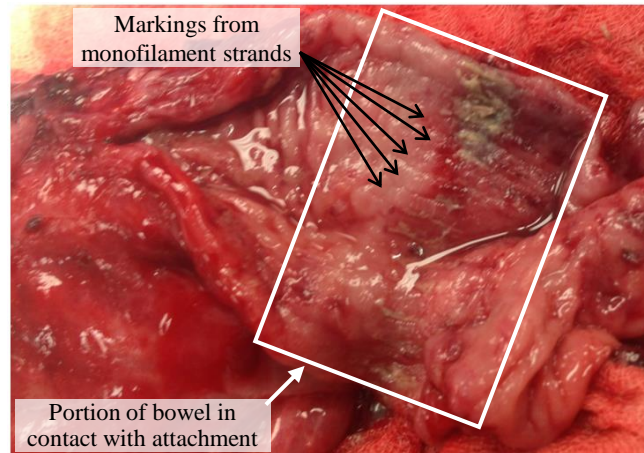 Markings from
monofilament strands
Portion of bowel in
contact with attachment